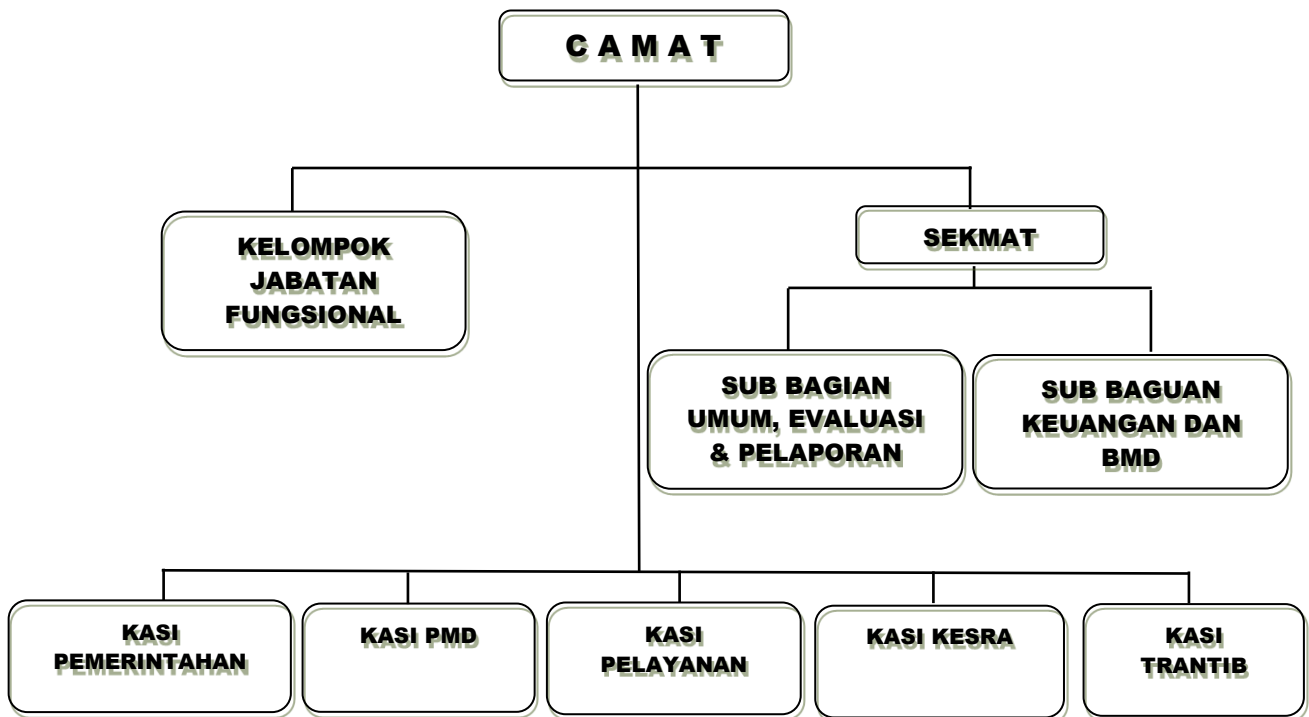 C A M A T
KELOMPOK
JABATAN
FUNGSIONAL
SEKMAT
SUB BAGIAN
UMUM, EVALUASI
& PELAPORAN
SUB BAGUAN
KEUANGAN DAN
BMD
KASI
PEMERINTAHAN
KASI PMD
KASI
PELAYANAN
KASI KESRA
KASI
TRANTIB